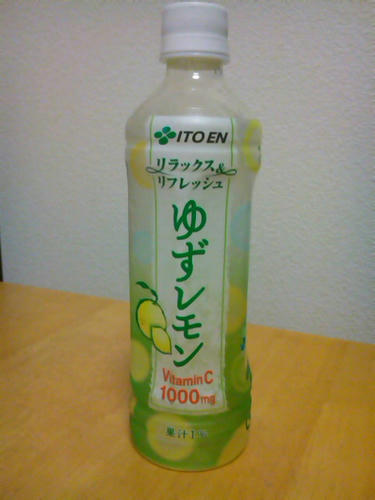 ITO EN
リラックス&
リフレッシュ
ゆずレモン
Vitamin C
1000mg
果汁1%